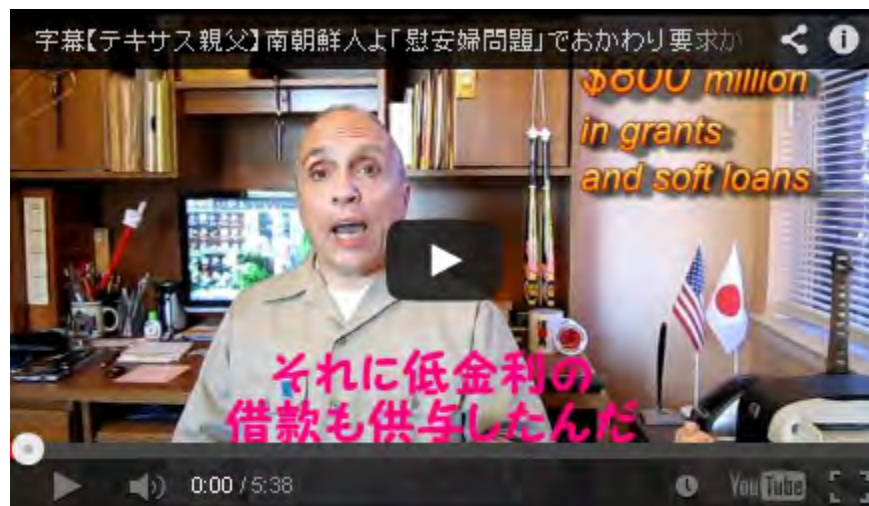 字幕【テキサス親父】南朝鮮人よ「慰安婦問題」でおかわり要求か
$800 million
in grants
and soft loans
それに低金利の
借款も供与したんだ
0:00 / 5:38
YouTube